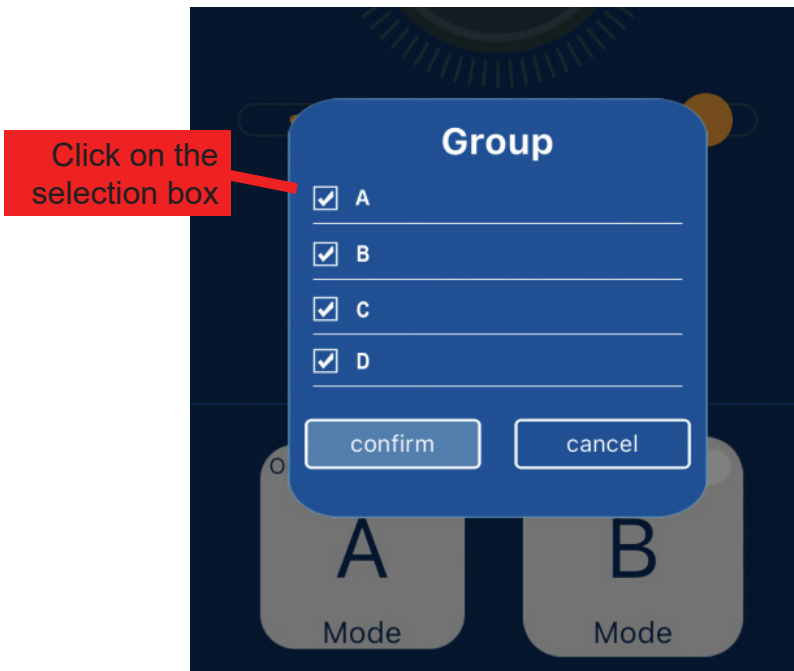 Group
Click on the
selection box
A
B
C
D
confirm
cancel
O
A
B
Mode
Mode